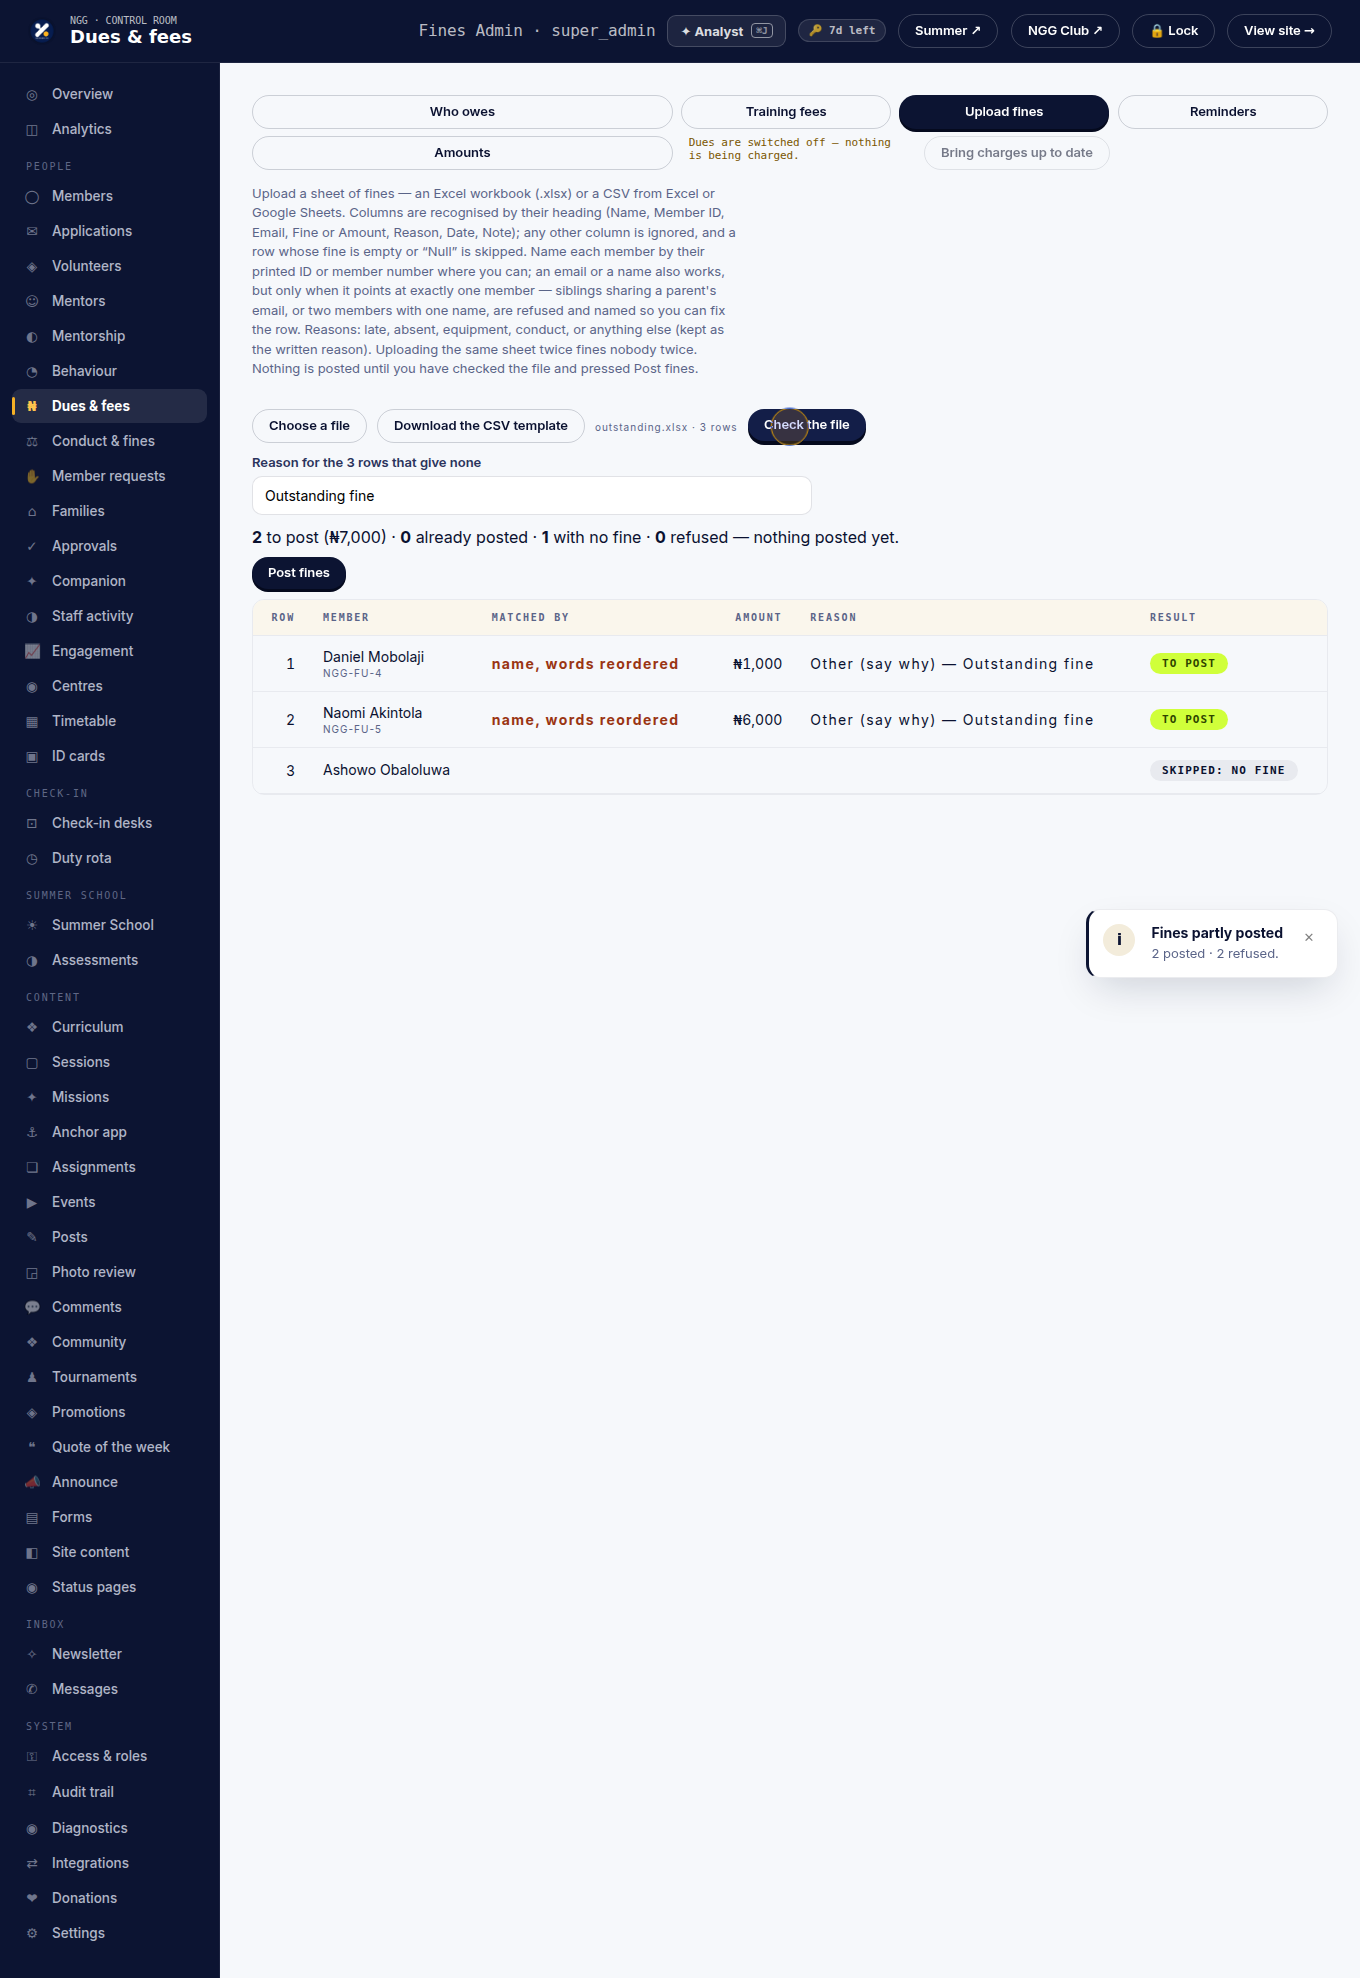 NGG · CONTROL ROOM
Dues & fees
Fines Admin · super_admin
✦ Analyst ⌘J
🔑 7d left
Summer ↗
NGG Club ↗
🔒 Lock
View site →
Overview
Analytics
PEOPLE
Members
Applications
Volunteers
Mentors
Mentorship
Behaviour
₦ Dues & fees
Conduct & fines
Member requests
Families
Approvals
Companion
Staff activity
Engagement
Centres
Timetable
ID cards
CHECK-IN
Check-in desks
Duty rota
SUMMER SCHOOL
Summer School
Assessments
CONTENT
Curriculum
Sessions
Missions
Anchor app
Assignments
Events
Posts
Photo review
Comments
Community
Tournaments
Promotions
Quote of the week
Announce
Forms
Site content
Status pages
INBOX
Newsletter
Messages
SYSTEM
Access & roles
Audit trail
Diagnostics
Integrations
Donations
Settings
Who owes
Training fees
Upload fines
Reminders
Amounts
Dues are switched off — nothing
is being charged.
Bring charges up to date
Upload a sheet of fines — an Excel workbook (.xlsx) or a CSV from Excel or
Google Sheets. Columns are recognised by their heading (Name, Member ID,
Email, Fine or Amount, Reason, Date, Note); any other column is ignored, and a
row whose fine is empty or “Null” is skipped. Name each member by their
printed ID or member number where you can; an email or a name also works,
but only when it points at exactly one member — siblings sharing a parent's
email, or two members with one name, are refused and named so you can fix
the row. Reasons: late, absent, equipment, conduct, or anything else (kept as
the written reason). Uploading the same sheet twice fines nobody twice.
Nothing is posted until you have checked the file and pressed Post fines.
Choose a file
Download the CSV template
outstanding.xlsx · 3 rows
Check the file
Reason for the 3 rows that give none
Outstanding fine
2 to post (₦7,000) · 0 already posted · 1 with no fine · 0 refused — nothing posted yet.
Post fines
ROW MEMBER MATCHED BY AMOUNT REASON RESULT
1 Daniel Mobolaji name, words reordered ₦1,000 Other (say why) — Outstanding fine TO POST
NGG-FU-4
2 Naomi Akintola name, words reordered ₦6,000 Other (say why) — Outstanding fine TO POST
NGG-FU-5
3 Ashowo Obaloluwa SKIPPED: NO FINE
i Fines partly posted ×
2 posted · 2 refused.